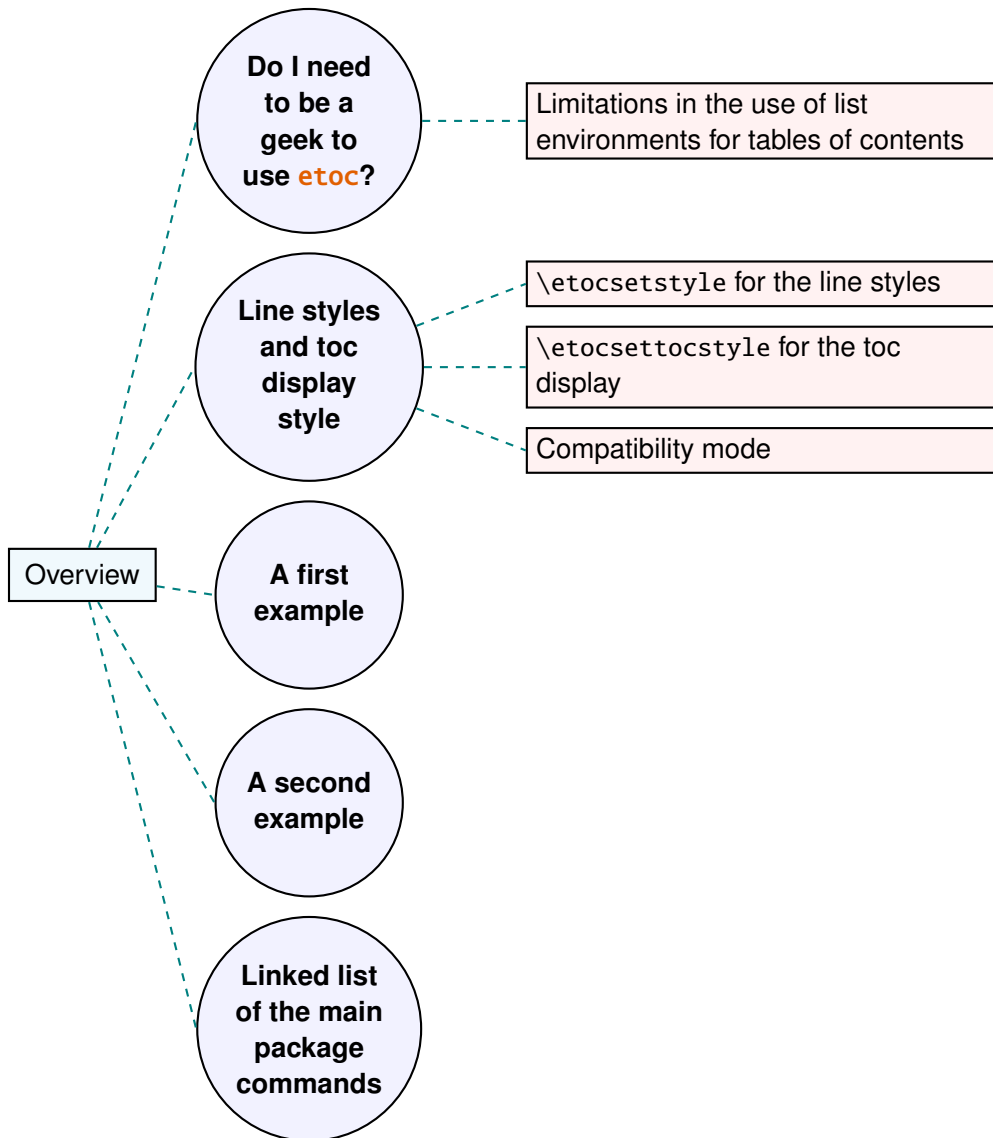 Do I need
to be a
geek to
use etoc?
Limitations in the use of list
environments for tables of contents
Line styles
and toc
display
style
\etocsetstyle for the line styles
\etocsettocstyle for the toc
display
Compatibility mode
Overview
A first
example
A second
example
Linked list
of the main
package
commands